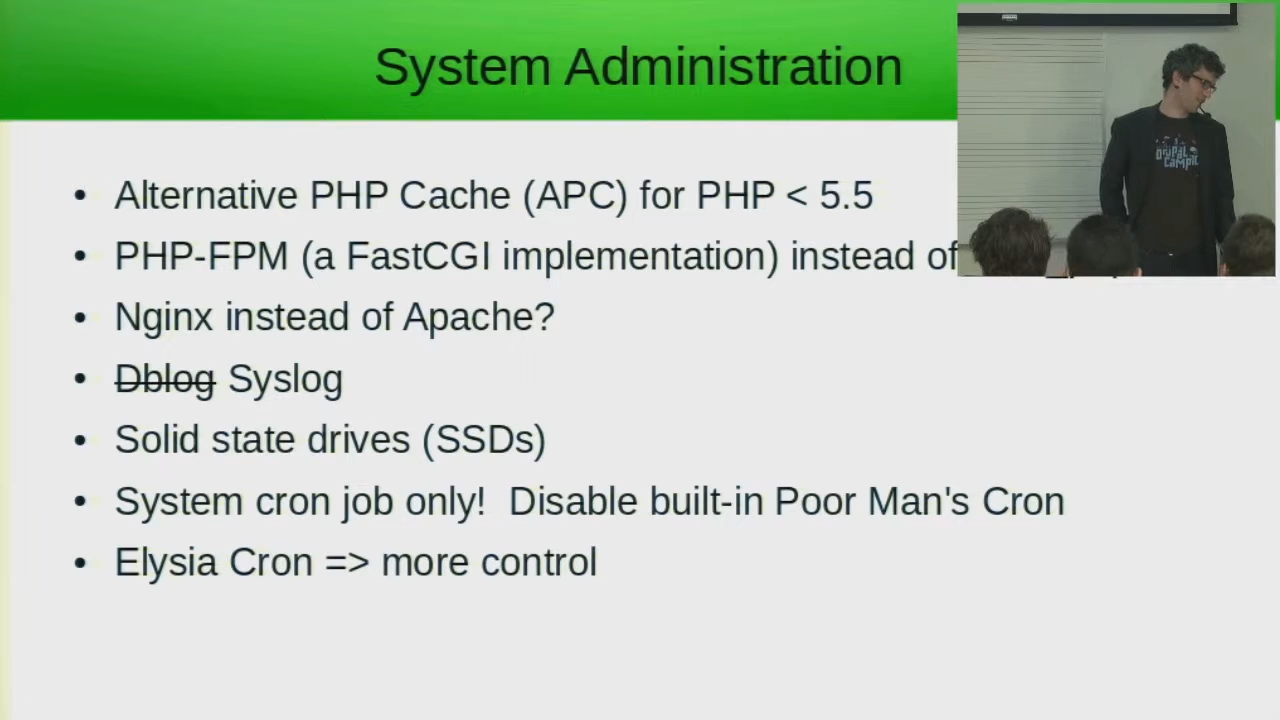 System Administration
• Alternative PHP Cache (APC) for PHP < 5.5
• PHP-FPM (a FastCGI implementation) instead of
• Nginx instead of Apache?
• Dblog Syslog
• Solid state drives (SSDs)
• System cron job only!  Disable built-in Poor Man's Cron
• Elysia Cron => more control
DRUPAL
CAMPIC